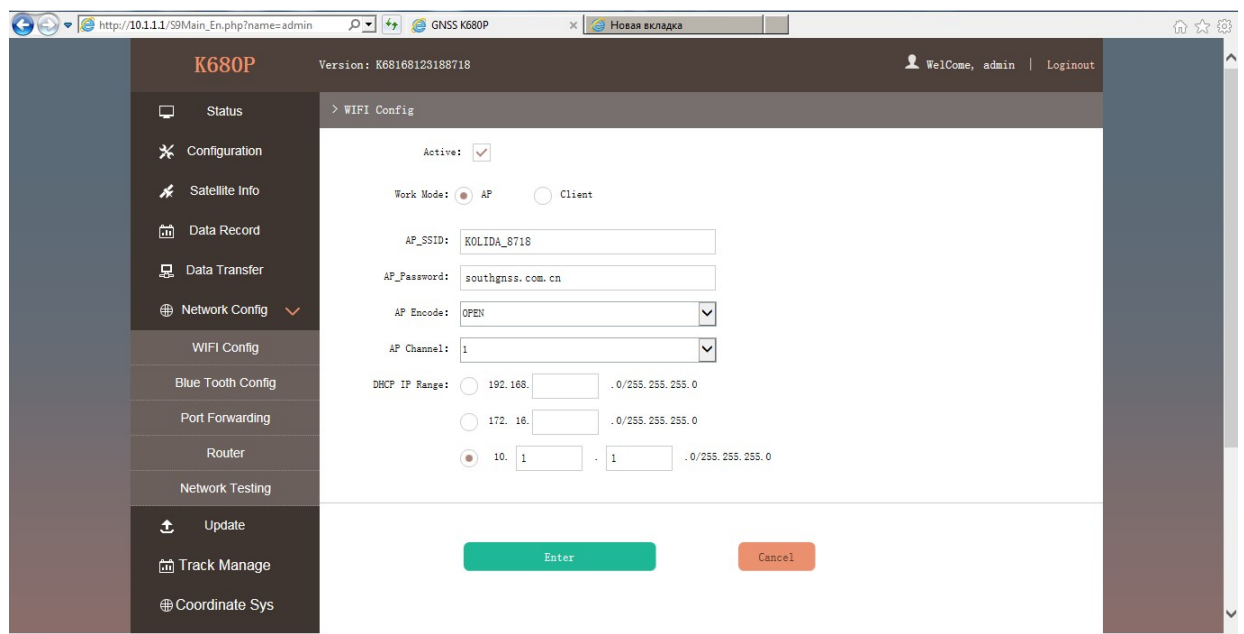 http://10.1.1.1/S9Main_En.php?name=admin GNSS K680P Новая вкладка
K680P Version: K68168123188718 WelCome, admin | Loginout
Status
> WIFI Config
Active:
Configuration
Work Mode: AP Client
Satellite Info
Data Record
AP_SSID: KOLIDA_8718
Data Transfer
AP_Password: southgnss.com.cn
Network Config
AP Encode: OPEN
WIFI Config
AP Channel: 1
Blue Tooth Config
DHCP IP Range: 192.168. .0/255.255.255.0
Port Forwarding
172. 16. .0/255.255.255.0
Router
10. 1 . 1 .0/255.255.255.0
Network Testing
Update
Enter Cancel
Track Manage
Coordinate Sys